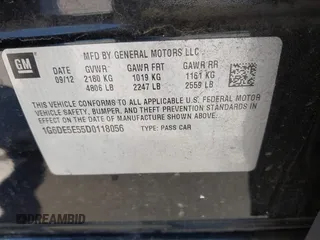 GM
MFD BY GENERAL MOTORS LLC
DATE GVWR GAWR FRT GAWR RR
09/12 2180 KG 1019 KG 1161 KG
4806 LB 2247 LB 2559 LB
THIS VEHICLE CONFORMS TO ALL APPLICABLE U.S. FEDERAL MOTOR
VEHICLE SAFETY, BUMPER, AND THEFT PREVENTION STANDARDS IN
EFFECT ON THE DATE OF MANUFACTURE SHOWN ABOVE.
1G6DE5E55D0118056 TYPE: PASS CAR
AUTOBIDMASTER